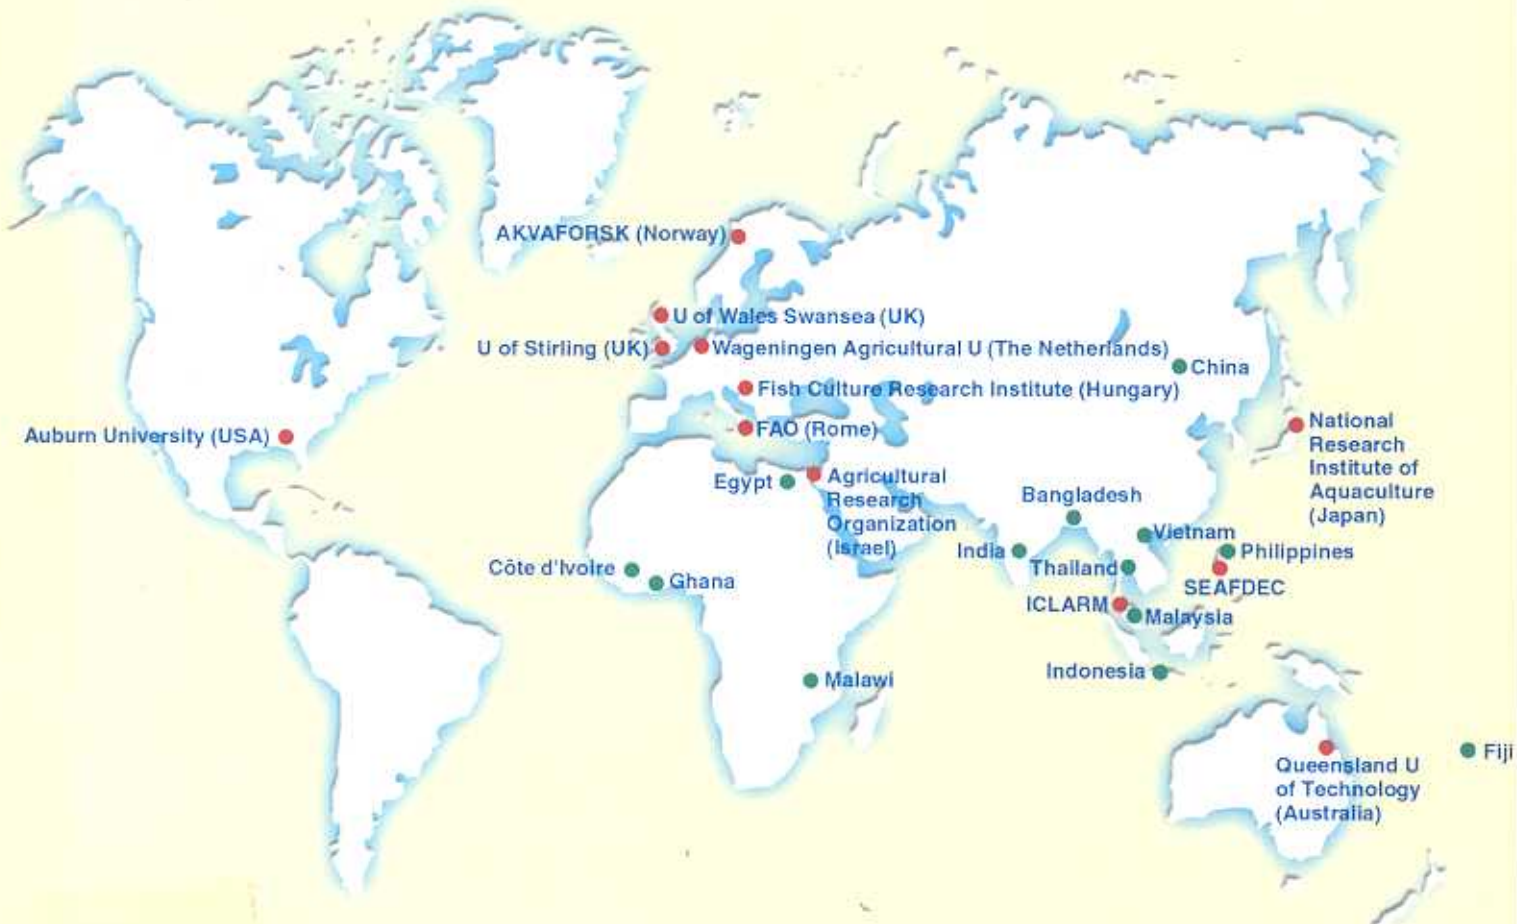 AKVAFORSK (Norway)
U of Wales Swansea (UK)
U of Stirling (UK)
Wageningen Agricultural U (The Netherlands)
China
Fish Culture Research Institute (Hungary)
Auburn University (USA)
FAO (Rome)
National
Research
Institute of
Aquaculture
(Japan)
Egypt
Agricultural
Research
Organization
(Israel)
Bangladesh
Vietnam
India
Philippines
Thailand
SEAFDEC
Côte d'Ivoire
Ghana
ICLARM
Malaysia
Indonesia
Malawi
Fiji
Queensland U
of Technology
(Australia)